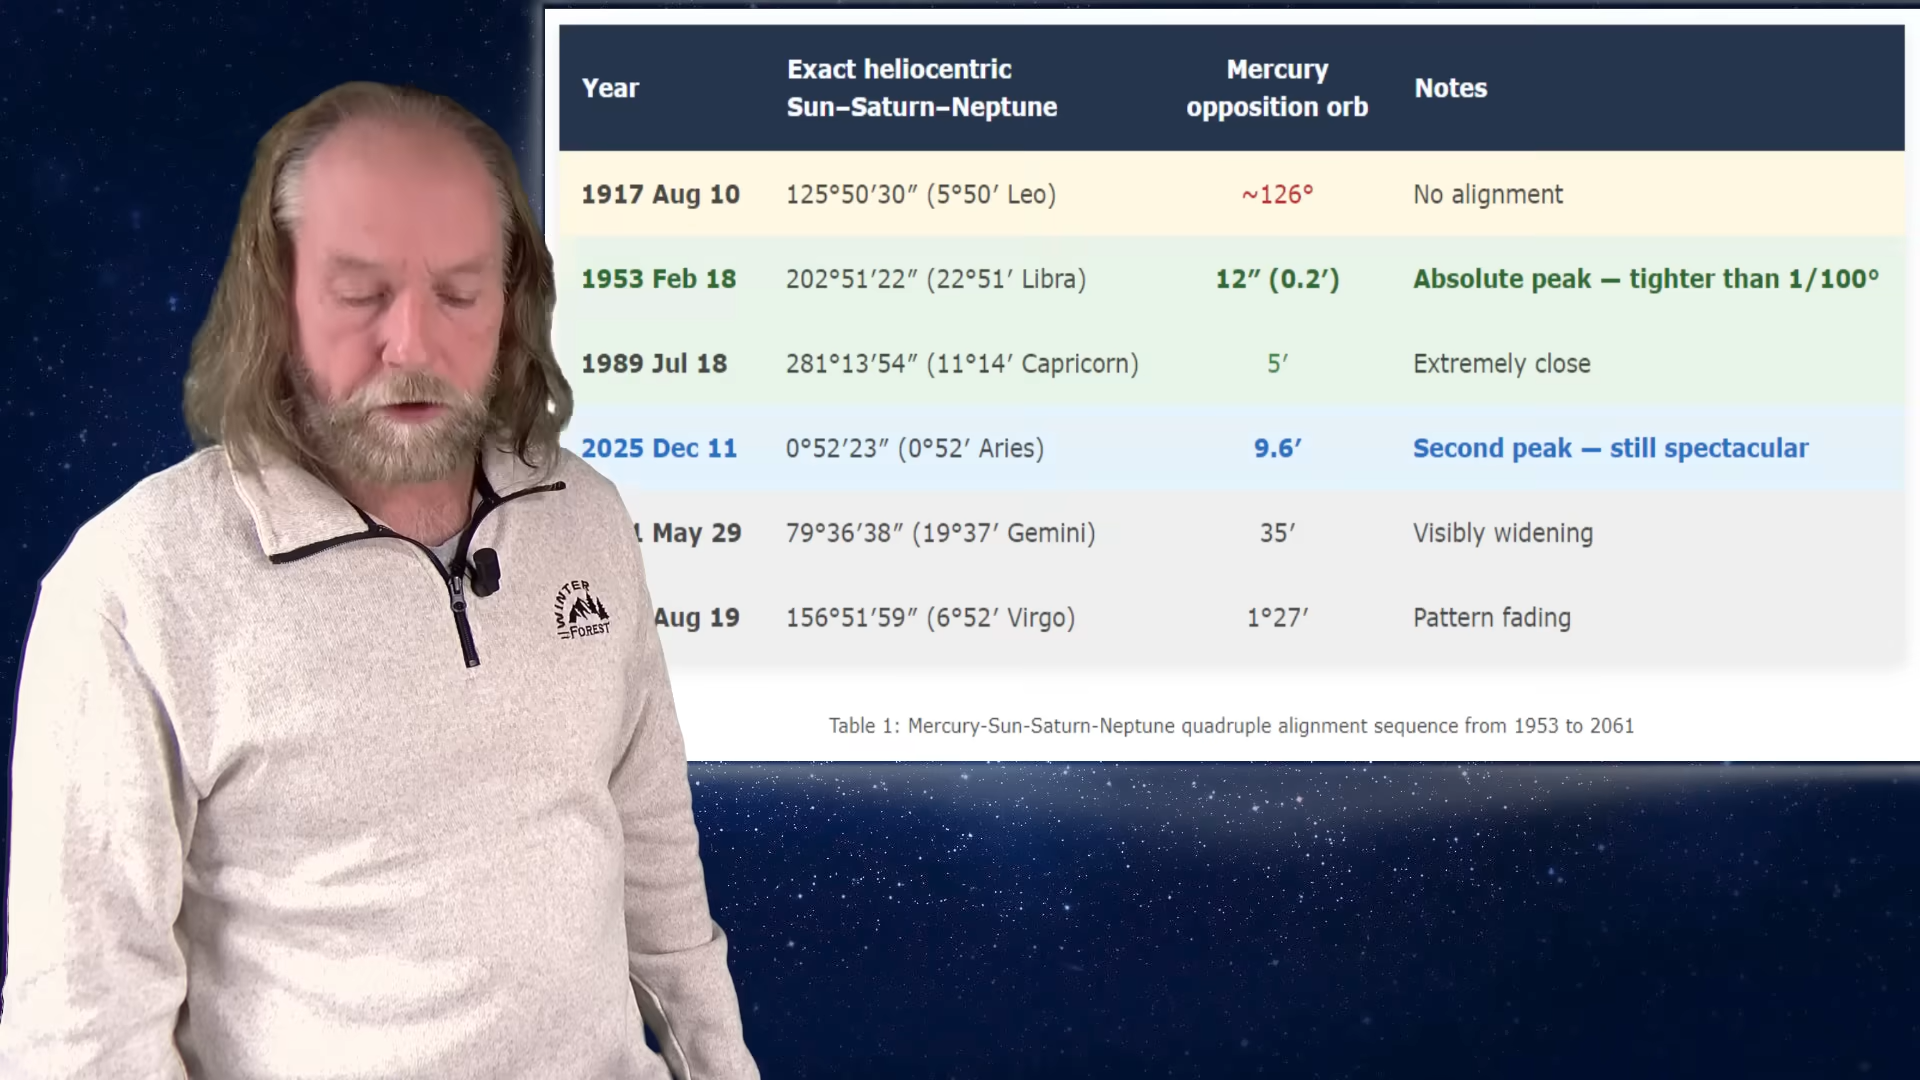 Year
Exact heliocentric
Sun–Saturn–Neptune
Mercury
opposition orb
Notes
1917 Aug 10 125°50′30″ (5°50′ Leo) ~126° No alignment
1953 Feb 18 202°51′22″ (22°51′ Libra) 12″ (0.2′) Absolute peak — tighter than 1/100°
1989 Jul 18 281°13′54″ (11°14′ Capricorn) 5′ Extremely close
2025 Dec 11 0°52′23″ (0°52′ Aries) 9.6′ Second peak — still spectacular
1 May 29 79°36′38″ (19°37′ Gemini) 35′ Visibly widening
Aug 19 156°51′59″ (6°52′ Virgo) 1°27′ Pattern fading
Table 1: Mercury-Sun-Saturn-Neptune quadruple alignment sequence from 1953 to 2061
WINTER
FOREST